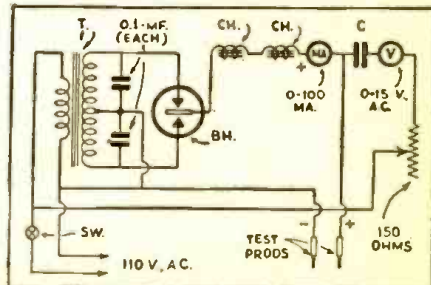 T.
0.1-MF.
(EACH)
CH.
CH.
C
+
MA
V
0-100
MA.
0-15 V.
A.C.
BH.
-
+
SW.
TEST
PRODS
150
OHMS
110 V., A.C.